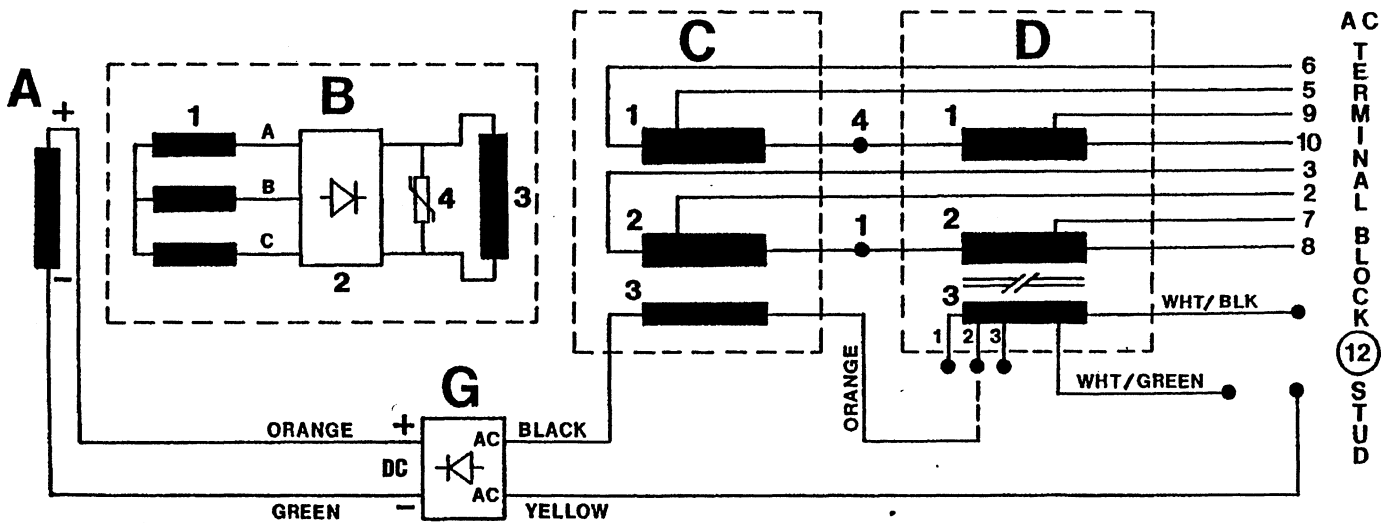 A
+
−
B
1
A
B
C
2
3
4
C
1
2
3
4
1
D
1
2
3
1 2 3
6
5
9
10
3
2
7
8
WHT/BLK
WHT/GREEN
ORANGE
G
ORANGE
+
AC
BLACK
DC
−
AC
GREEN
YELLOW
AC
TERMINAL BLOCK
12
STUD